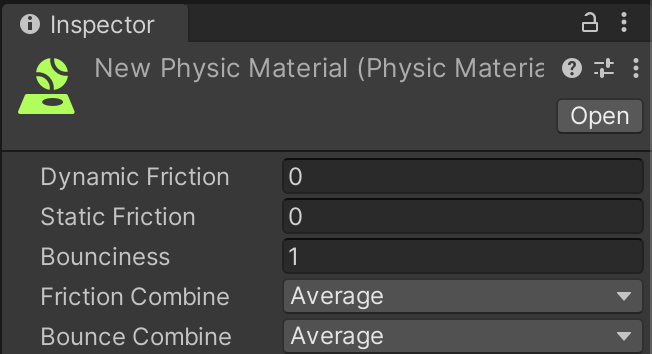 Inspector
New Physic Material (Physic Materia
Open
Dynamic Friction 0
Static Friction 0
Bounciness 1
Friction Combine Average
Bounce Combine Average